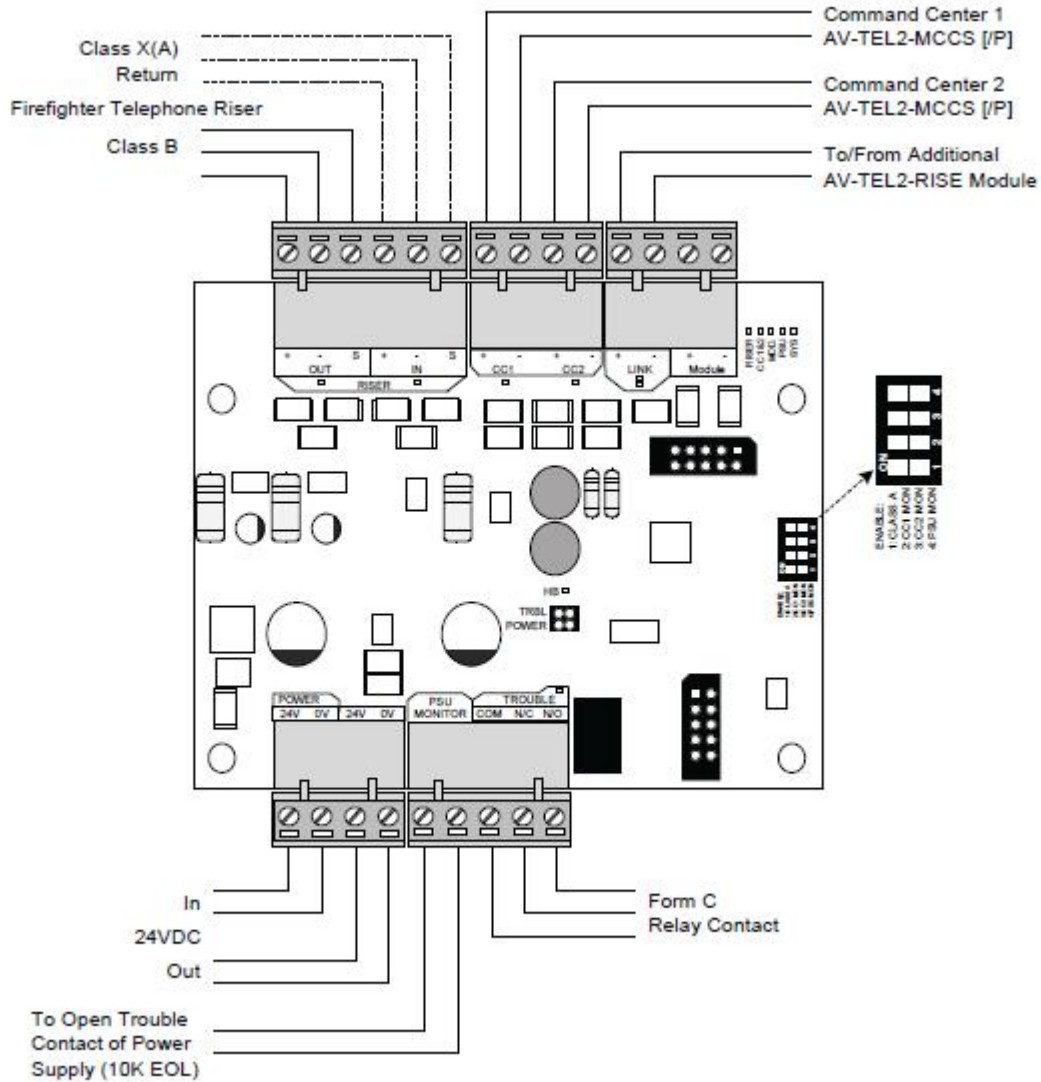 Command Center 1
AV-TEL2-MCCS [/P]
Class X(A)
Return
Command Center 2
AV-TEL2-MCCS [/P]
Firefighter Telephone Riser
Class B
To/From Additional
AV-TEL2-RISE Module
+ - S + - S
OUT IN
RISER
+ - + -
CC1 CC2
+ - + -
LINK Module
RISER
CC1&2
MOD.
PSU
SYS
ON
1 2 3 4
ENABLE:
1: CLASS A
2: CC1 MON
3: CC2 MON
4: PSU MON
HB
TRBL
POWER
POWER
24V 0V 24V 0V
PSU
MONITOR
TROUBLE
COM N/C N/O
In
24VDC
Out
Form C
Relay Contact
To Open Trouble
Contact of Power
Supply (10K EOL)